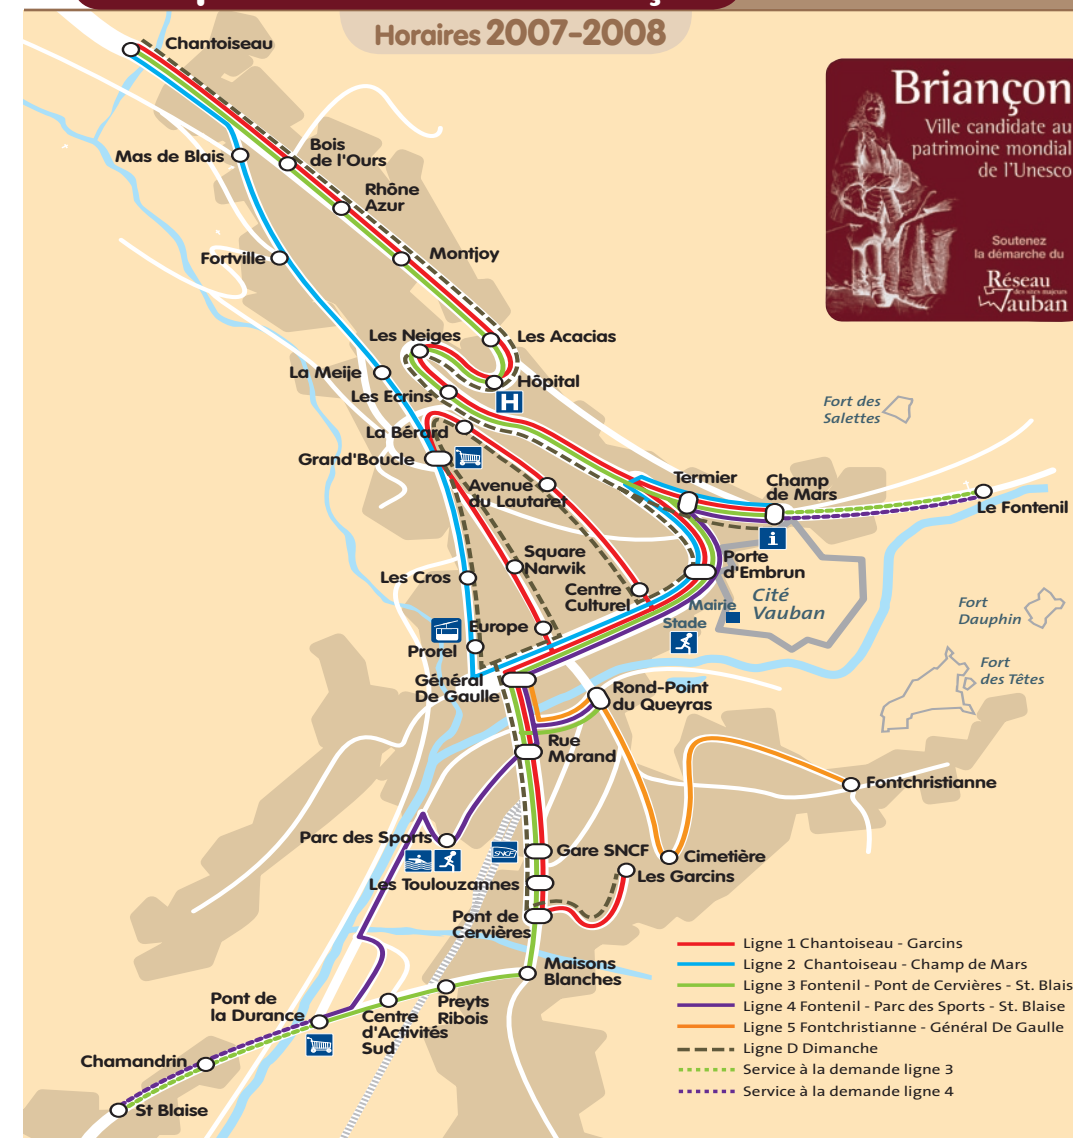 Horaires 2007-2008
Briançon
Ville candidate au
patrimoine mondial
de l'Unesco
Soutenez
la démarche du
Réseau
des sites majeurs
Vauban
Chantoiseau
Mas de Blais
Bois
de l'Ours
Rhône
Azur
Fortville
Montjoy
Les Neiges
Les Acacias
La Meije
Hôpital
Les Ecrins
H
Fort des
Salettes
La Bérard
Grand'Boucle
Avenue
du Lautaret
Termier
Champ
de Mars
Le Fontenil
i
Square
Narwik
Porte
d'Embrun
Les Cros
Centre
Culturel
Cité
Vauban
Mairie
Stade
Fort
Dauphin
Europe
Prorel
Fort
des Têtes
Général
De Gaulle
Rond-Point
du Queyras
Rue
Morand
Fontchristianne
Parc des Sports
SNCF
Gare SNCF
Cimetière
Les Garcins
Les Toulouzannes
Pont de
Cervières
Maisons
Blanches
Pont de
la Durance
Preyts
Ribois
Centre
d'Activités
Sud
Chamandrin
St Blaise
Ligne 1 Chantoiseau - Garcins
Ligne 2 Chantoiseau - Champ de Mars
Ligne 3 Fontenil - Pont de Cervières - St. Blais
Ligne 4 Fontenil - Parc des Sports - St. Blaise
Ligne 5 Fontchristianne - Général De Gaulle
Ligne D Dimanche
Service à la demande ligne 3
Service à la demande ligne 4